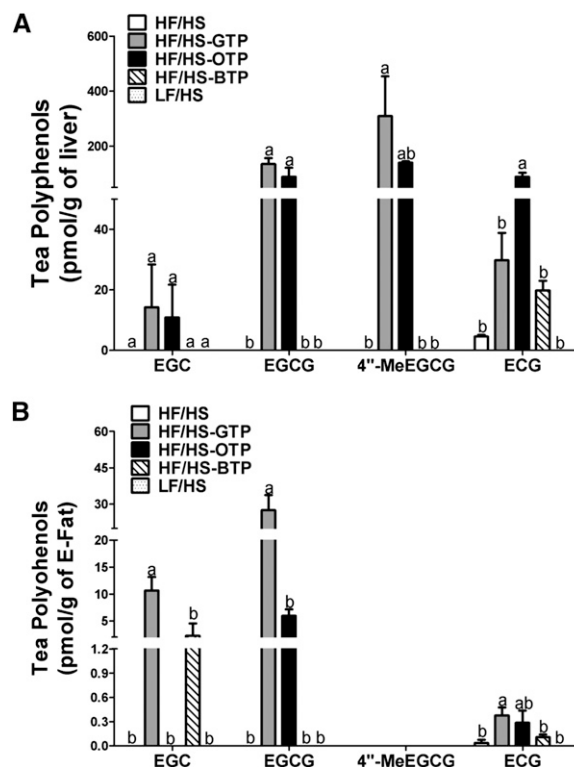 A
HF/HS
HF/HS-GTP
HF/HS-OTP
HF/HS-BTP
LF/HS
Tea Polyphenols
(pmol/g of liver)
600
400
200
40
20
0
a a a a a
b a a b b
b a ab b b
b b a b b
EGC EGCG 4"-MeEGCG ECG
B
HF/HS
HF/HS-GTP
HF/HS-OTP
HF/HS-BTP
LF/HS
Tea Polyohenols
(pmol/g of E-Fat)
60
45
30
20
15
10
5
1.2
0.9
0.6
0.3
0.0
b a b b b
b a b b b
b a ab b b
EGC EGCG 4"-MeEGCG ECG